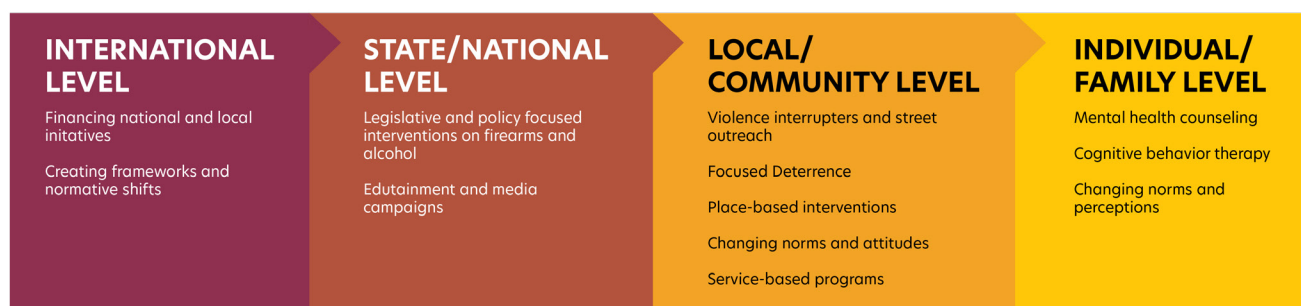 INTERNATIONAL
LEVEL
Financing national and local
initatives
Creating frameworks and
normative shifts
STATE/NATIONAL
LEVEL
Legislative and policy focused
interventions on firearms and
alcohol
Edutainment and media
campaigns
LOCAL/
COMMUNITY LEVEL
Violence interrupters and street
outreach
Focused Deterrence
Place-based interventions
Changing norms and attitudes
Service-based programs
INDIVIDUAL/
FAMILY LEVEL
Mental health counseling
Cognitive behavior therapy
Changing norms and
perceptions